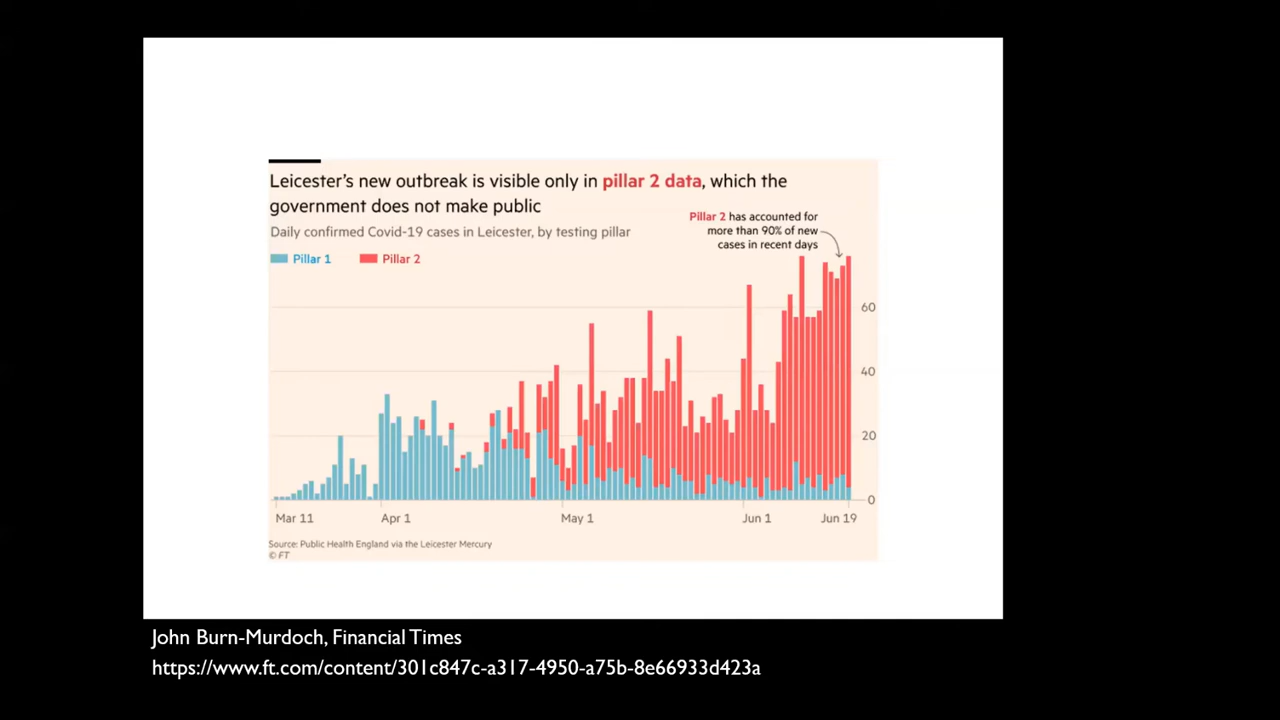 Leicester's new outbreak is visible only in pillar 2 data, which the
government does not make public
Daily confirmed Covid-19 cases in Leicester, by testing pillar
Pillar 1
Pillar 2
Pillar 2 has accounted for
more than 90% of new
cases in recent days
60
40
20
0
Mar 11
Apr 1
May 1
Jun 1
Jun 19
Source: Public Health England via the Leicester Mercury
© FT
John Burn-Murdoch, Financial Times
https://www.ft.com/content/301c847c-a317-4950-a75b-8e66933d423a